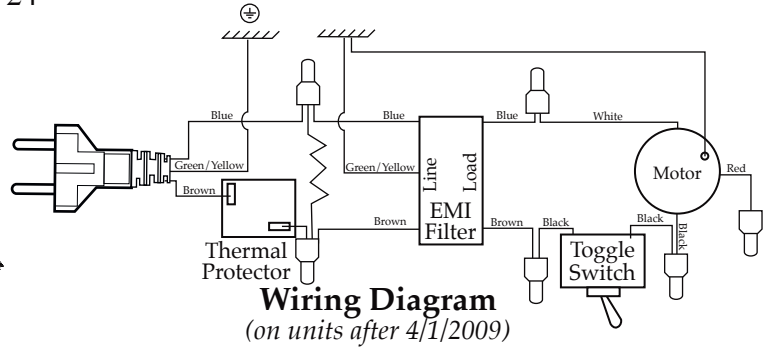 Blue
Blue
Blue
White
Green/Yellow
Green/Yellow
Line
Load
Motor
Red
Brown
Brown
Brown
Black
Black
Black
EMI
Filter
Thermal
Protector
Toggle
Switch
Wiring Diagram
(on units after 4/1/2009)